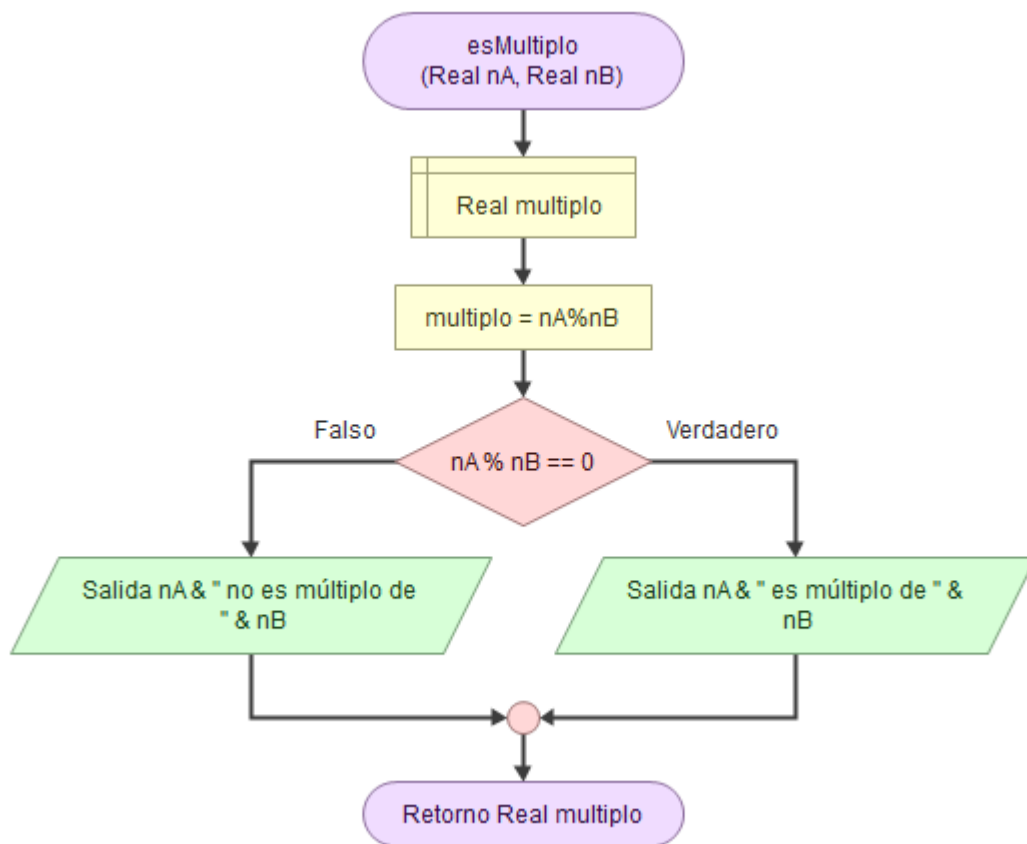 esMultiplo
(Real nA, Real nB)
Real multiplo
multiplo = nA%nB
Falso
Verdadero
nA % nB == 0
Salida nA & " no es múltiplo de
" & nB
Salida nA & " es múltiplo de " &
nB
Retorno Real multiplo